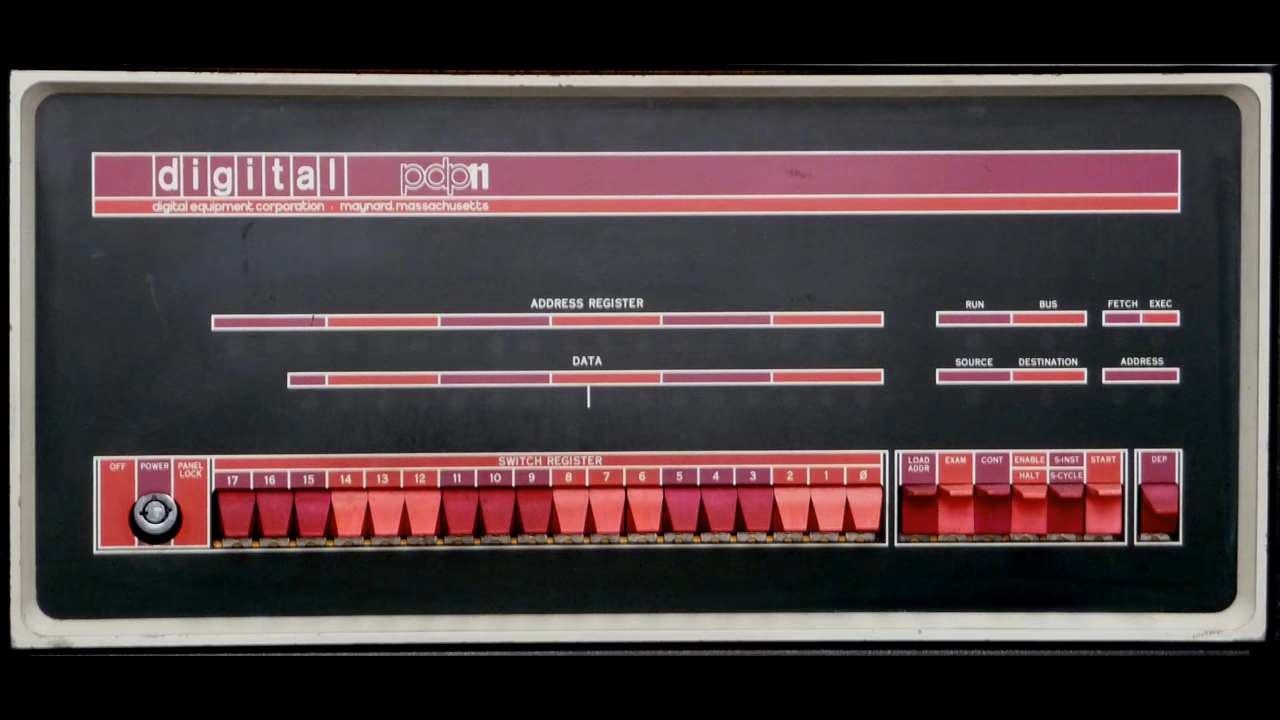 digital pdp11
digital equipment corporation · maynard. massachusetts
ADDRESS REGISTER
RUN BUS FETCH EXEC
DATA
SOURCE DESTINATION ADDRESS
OFF POWER PANEL LOCK
SWITCH REGISTER
17 16 15 14 13 12 11 10 9 8 7 6 5 4 3 2 1 Ø
LOAD ADDR EXAM CONT ENABLE HALT S-INST S-CYCLE START DEP